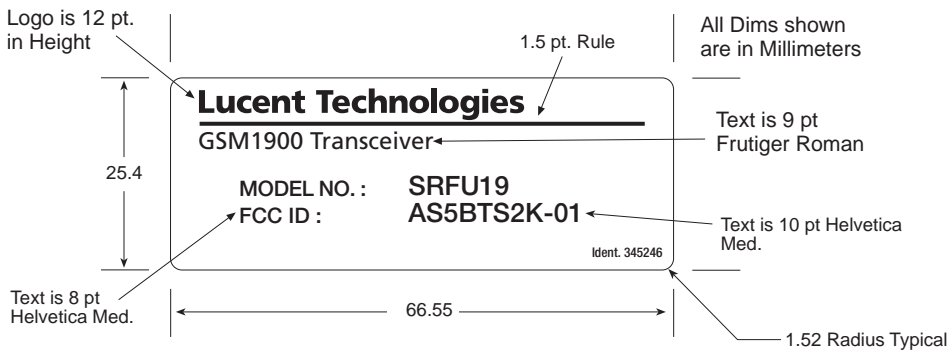 Logo is 12 pt.
in Height
1.5 pt. Rule
All Dims shown
are in Millimeters
Lucent Technologies
GSM1900 Transceiver
Text is 9 pt
Frutiger Roman
25.4
MODEL NO. : SRFU19
FCC ID : AS5BTS2K-01
Text is 10 pt Helvetica
Med.
Ident. 345246
Text is 8 pt
Helvetica Med.
66.55
1.52 Radius Typical